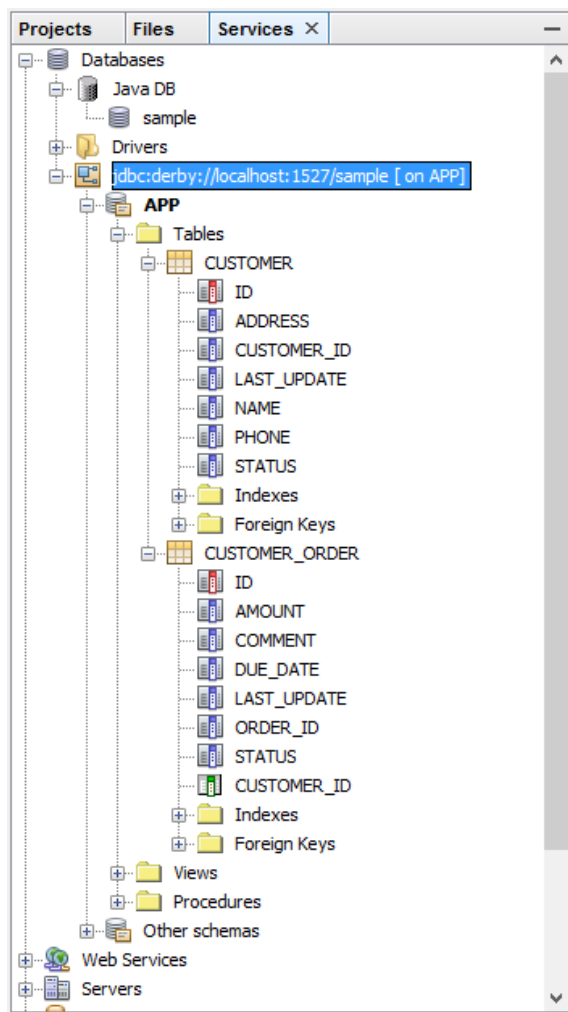 Projects Files Services
Databases
Java DB
sample
Drivers
jdbc:derby://localhost:1527/sample [ on APP]
APP
Tables
CUSTOMER
ID
ADDRESS
CUSTOMER_ID
LAST_UPDATE
NAME
PHONE
STATUS
Indexes
Foreign Keys
CUSTOMER_ORDER
ID
AMOUNT
COMMENT
DUE_DATE
LAST_UPDATE
ORDER_ID
STATUS
CUSTOMER_ID
Indexes
Foreign Keys
Views
Procedures
Other schemas
Web Services
Servers